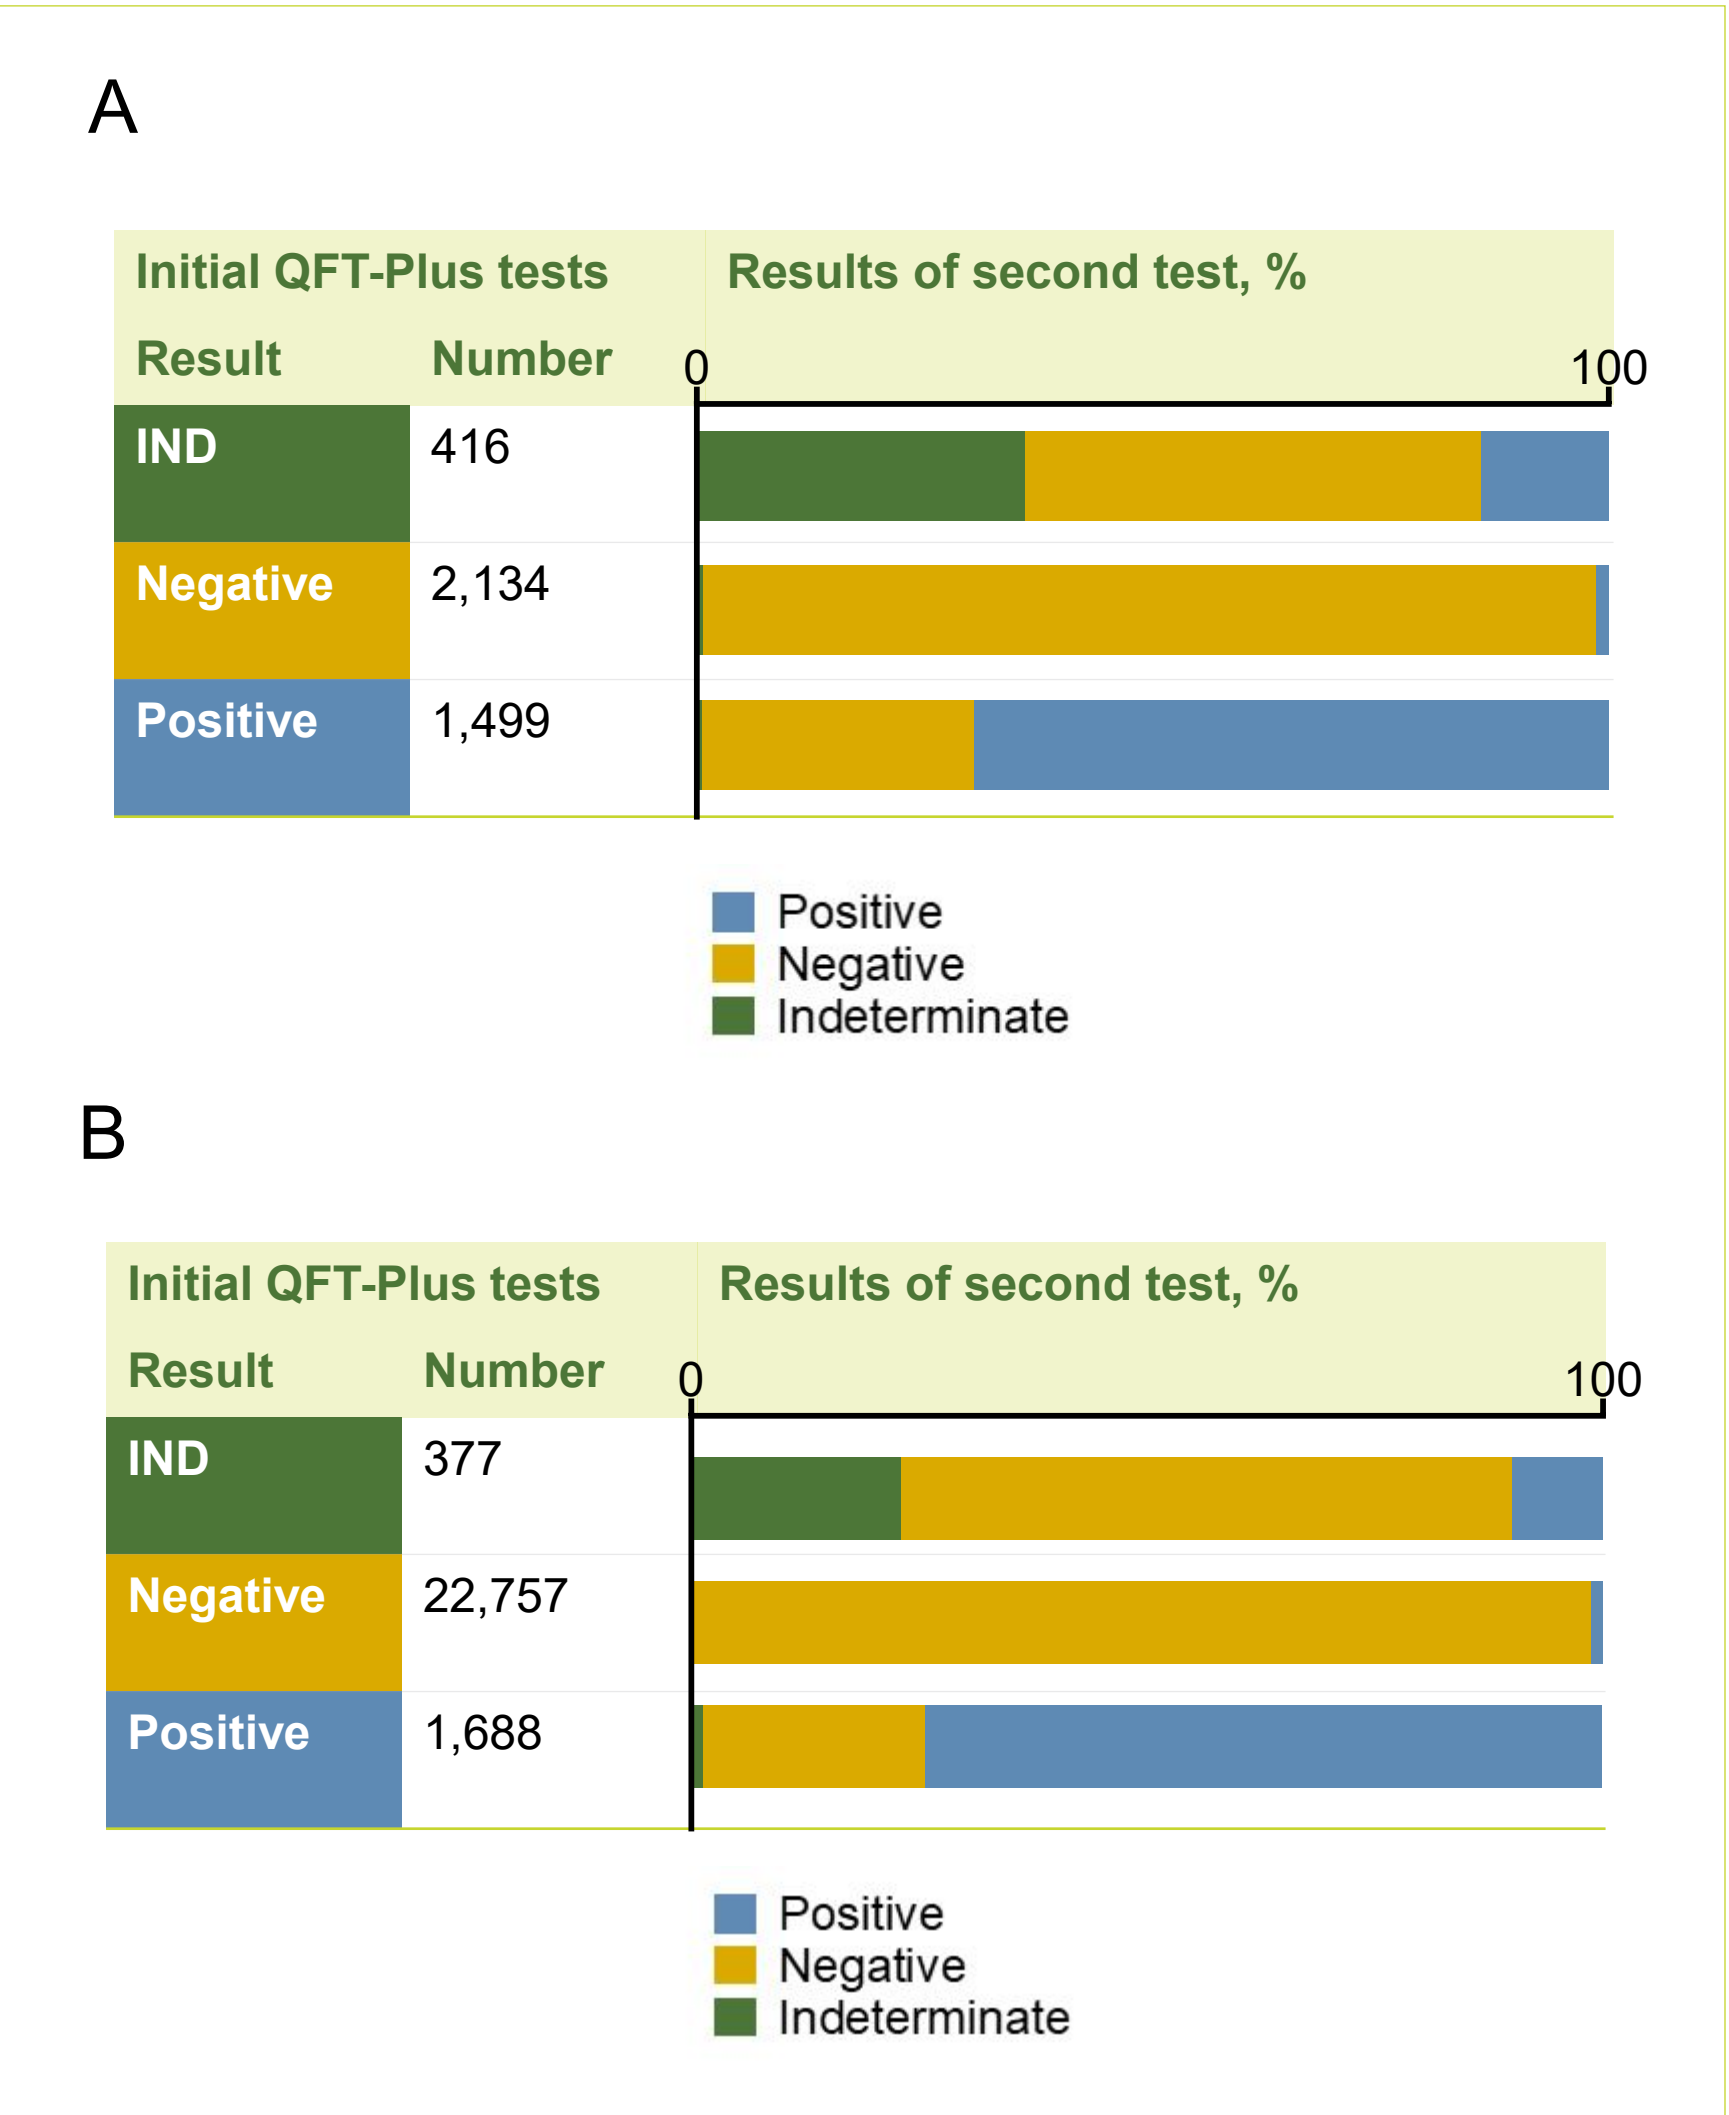 A
Initial QFT-Plus tests Results of second test, %
Result Number 0 100
IND 416
Negative 2,134
Positive 1,499
Positive
Negative
Indeterminate
B
Initial QFT-Plus tests Results of second test, %
Result Number 0 100
IND 377
Negative 22,757
Positive 1,688
Positive
Negative
Indeterminate